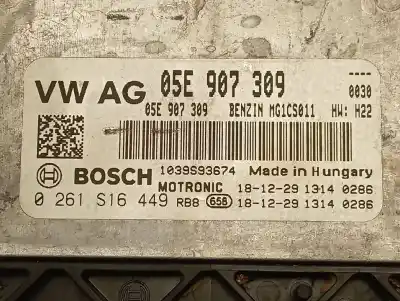 VW AG 05E 907 309 ----
05E 907 309 BENZIN MG1CS011 HW: H22 0030
BOSCH 1039S93674 Made in Hungary
MOTRONIC 18-12-29 1314 0286
0 261 S16 449 RB8 658 18-12-29 1314 0286